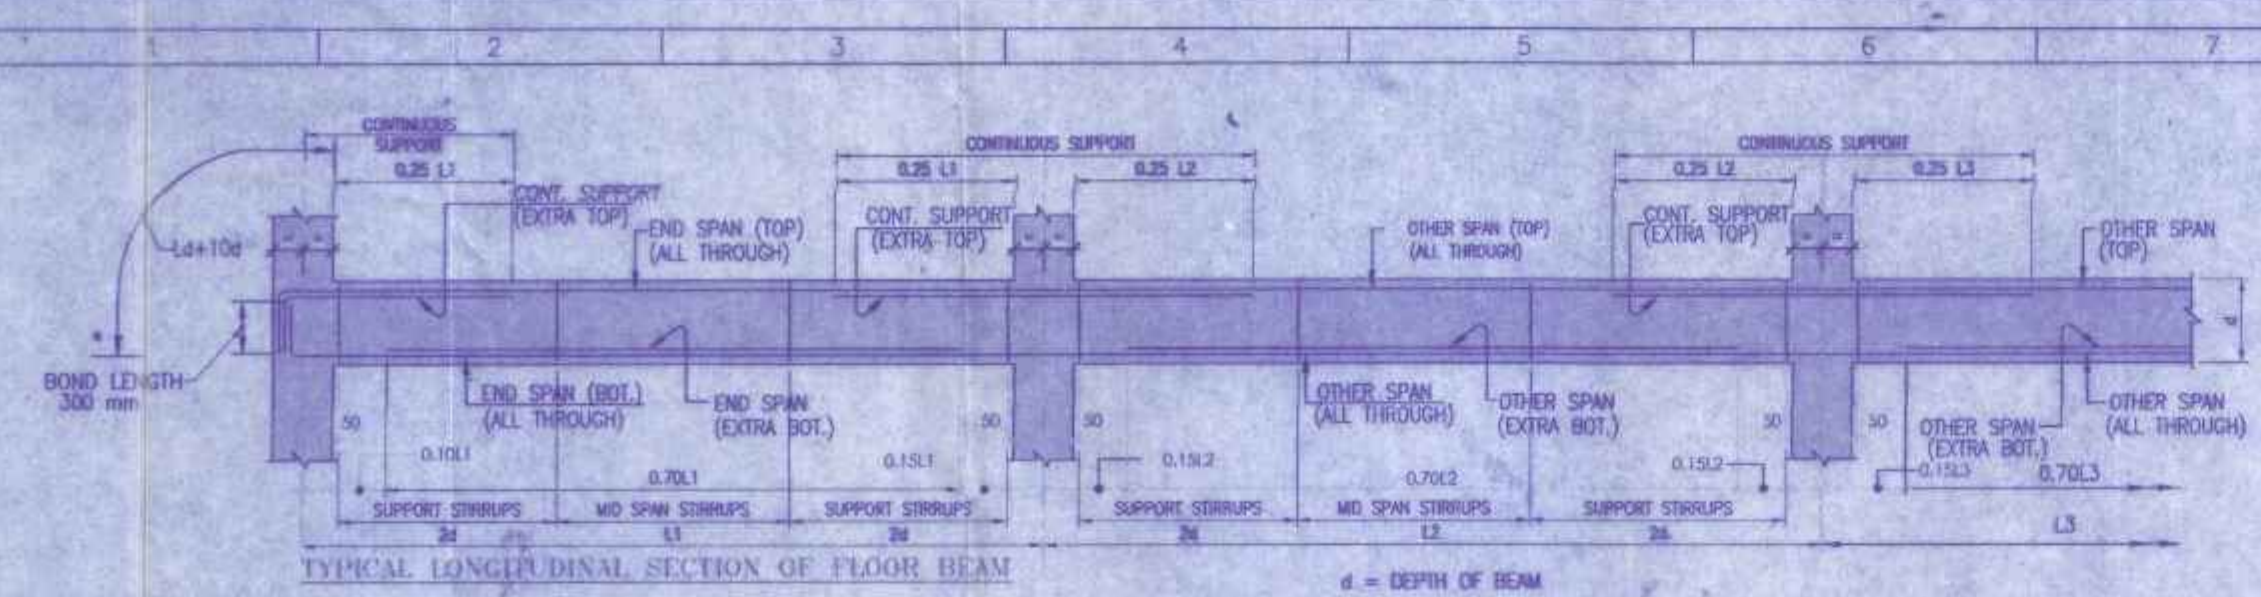 1 2 3 4 5 6 7
CONTINUOUS
SUPPORT
0.25 L1
CONTINUOUS SUPPORT
0.25 L1 0.25 L2
CONTINUOUS SUPPORT
0.25 L2 0.25 L3
CONT. SUPPORT
(EXTRA TOP)
END SPAN (TOP)
(ALL THROUGH)
CONT. SUPPORT
(EXTRA TOP)
OTHER SPAN (TOP)
(ALL THROUGH)
CONT. SUPPORT
(EXTRA TOP)
OTHER SPAN
(TOP)
Ld+10d
= = = = = =
d
BOND LENGTH
300 mm
END SPAN (BOT.)
(ALL THROUGH)
END SPAN
(EXTRA BOT.)
OTHER SPAN
(ALL THROUGH)
OTHER SPAN
(EXTRA BOT.)
OTHER SPAN
(EXTRA BOT.)
OTHER SPAN
(ALL THROUGH)
50 50 50 50 50
0.10L1 0.15L1 0.15L2 0.15L2 0.15L3
0.70L1 0.70L2 0.70L3
SUPPORT STIRRUPS MID SPAN STIRRUPS SUPPORT STIRRUPS SUPPORT STIRRUPS MID SPAN STIRRUPS SUPPORT STIRRUPS
2d L1 2d 2d L2 2d L3
TYPICAL LONGITUDINAL SECTION OF FLOOR BEAM
d = DEPTH OF BEAM